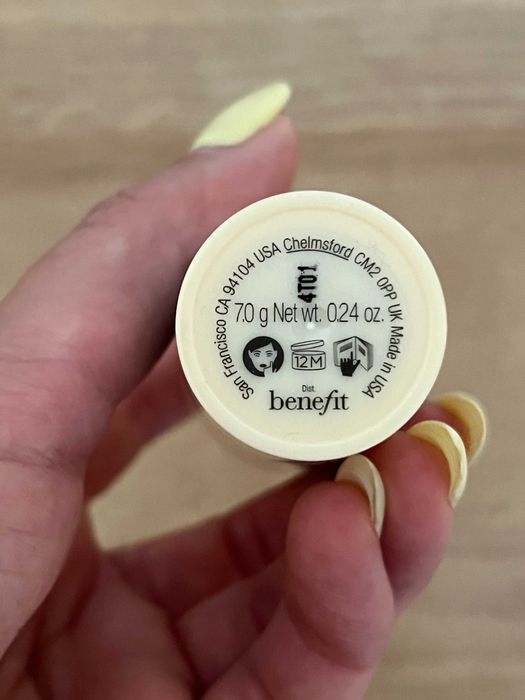 San Francisco CA 94104 USA Chelmsford CM2 0PP UK Made in USA
4T01
7.0 g Net wt. 0.24 oz.
12M
Dist.
benefit